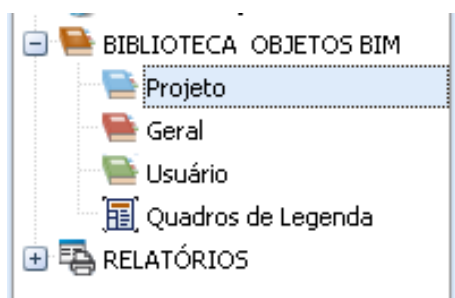 BIBLIOTECA OBJETOS BIM
Projeto
Geral
Usuário
Quadros de Legenda
RELATÓRIOS